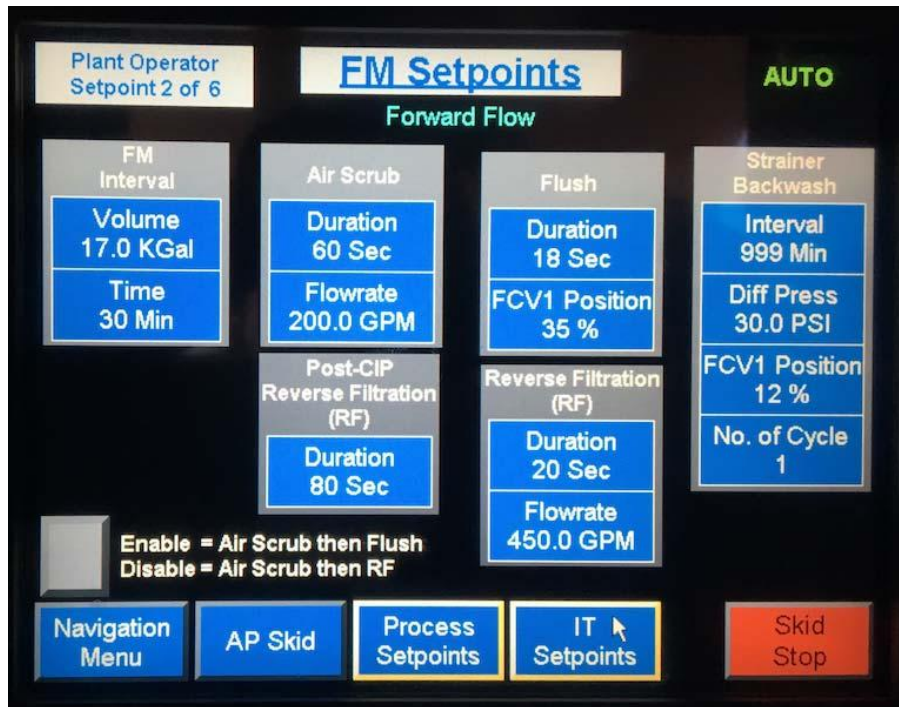 Plant Operator
Setpoint 2 of 6
FM Setpoints
AUTO
Forward Flow
FM
Interval
Volume
17.0 KGal
Time
30 Min
Air Scrub
Duration
60 Sec
Flowrate
200.0 GPM
Post-CIP
Reverse Filtration
(RF)
Duration
80 Sec
Flush
Duration
18 Sec
FCV1 Position
35 %
Reverse Filtration
(RF)
Duration
20 Sec
Flowrate
450.0 GPM
Strainer
Backwash
Interval
999 Min
Diff Press
30.0 PSI
FCV1 Position
12 %
No. of Cycle
1
Enable = Air Scrub then Flush
Disable = Air Scrub then RF
Navigation
Menu
AP Skid
Process
Setpoints
IT
Setpoints
Skid
Stop